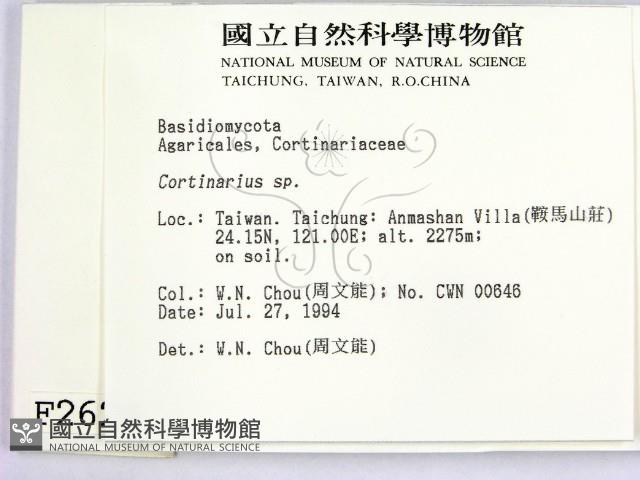 國立自然科學博物館
NATIONAL MUSEUM OF NATURAL SCIENCE
TAICHUNG, TAIWAN, R.O.CHINA
Basidiomycota
Agaricales, Cortinariaceae
Cortinarius sp.
Loc.: Taiwan. Taichung: Anmashan Villa(鞍馬山莊)
24.15N, 121.00E; alt. 2275m;
on soil.
Col.: W.N. Chou(周文能); No. CWN 00646
Date: Jul. 27, 1994
Det.: W.N. Chou(周文能)
國立自然科學博物館
NATIONAL MUSEUM OF NATURAL SCIENCE